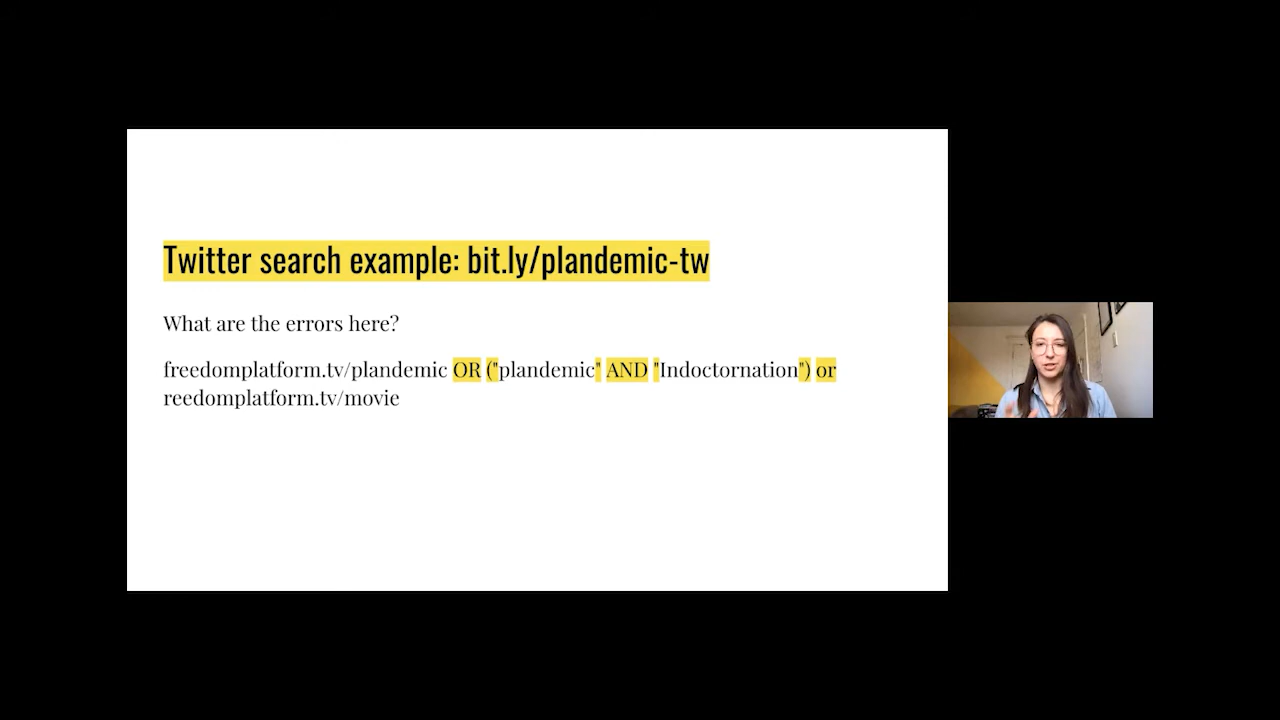 Twitter search example: bit.ly/plandemic-tw
What are the errors here?
freedomplatform.tv/plandemic OR ("plandemic" AND "Indoctornation") or
reedomplatform.tv/movie